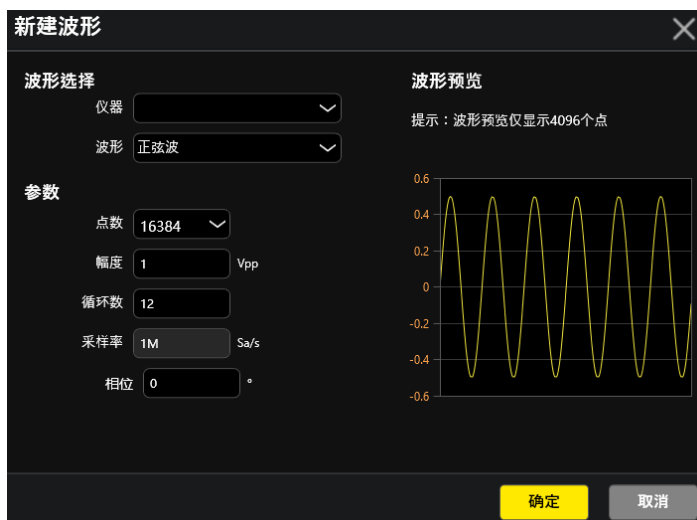 新建波形
波形选择
仪器
波形 正弦波
参数
点数 16384
幅度 1 Vpp
循环数 12
采样率 1M Sa/s
相位 0 °
波形预览
提示：波形预览仅显示4096个点
0.6
0.4
0.2
0
-0.2
-0.4
-0.6
确定 取消